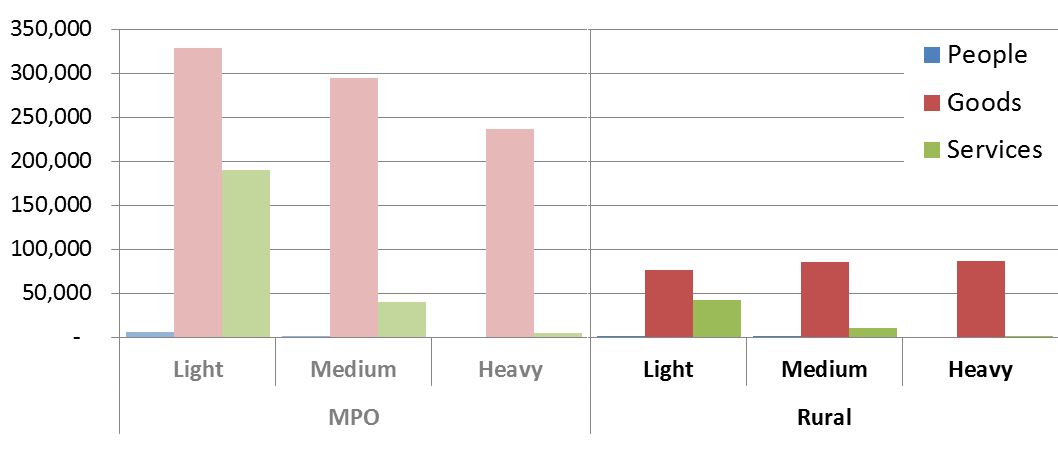 350,000
300,000
250,000
200,000
150,000
100,000
50,000
-
People
Goods
Services
Light Medium Heavy Light Medium Heavy
MPO Rural